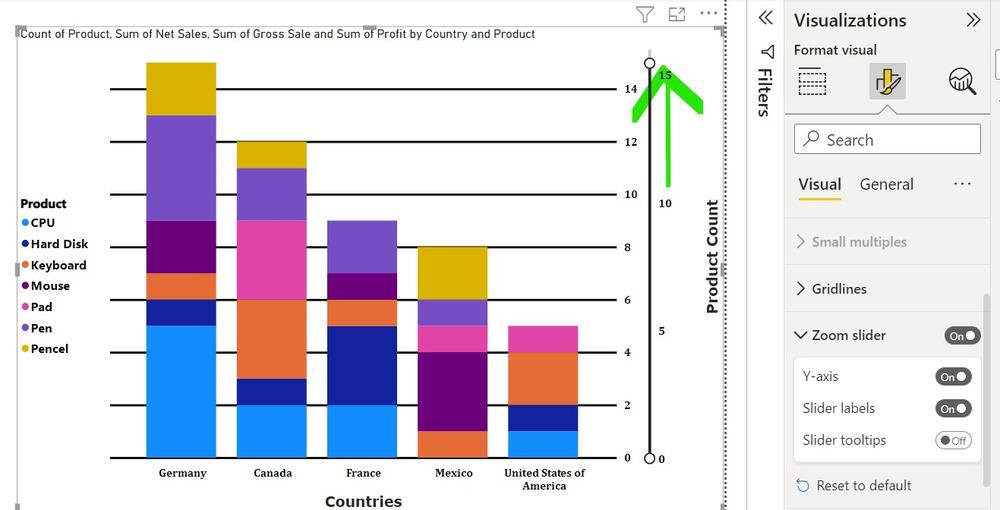 Count of Product, Sum of Net Sales, Sum of Gross Sale and Sum of Profit by Country and Product
Product
CPU
Hard Disk
Keyboard
Mouse
Pad
Pen
Pencel
14
12
10
8
6
4
2
0
15
10
5
0
Product Count
Germany
Canada
France
Mexico
United States of
America
Countries
Filters
Visualizations
Format visual
Search
Visual
General
Small multiples
Gridlines
Zoom slider
On
Y-axis
On
Slider labels
On
Slider tooltips
Off
Reset to default